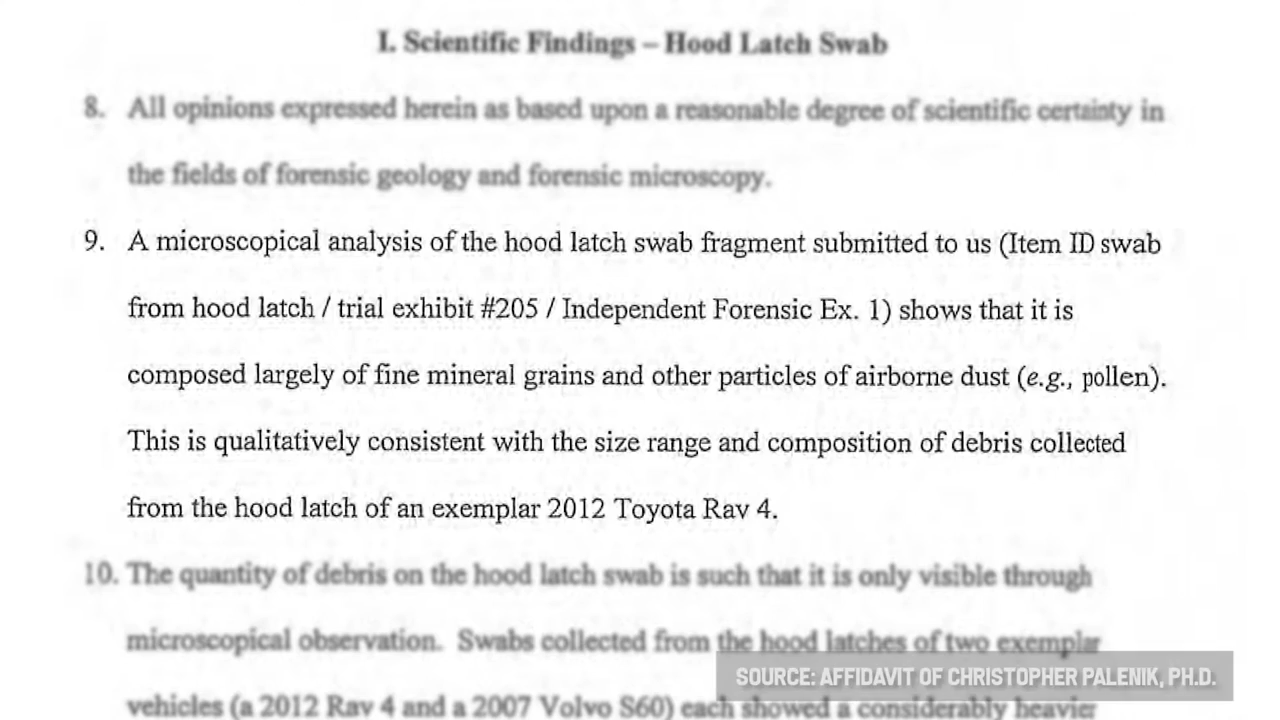 I. Scientific Findings – Hood Latch Swab
8. All opinions expressed herein as based upon a reasonable degree of scientific certainty in
the fields of forensic geology and forensic microscopy.
9. A microscopical analysis of the hood latch swab fragment submitted to us (Item ID swab
from hood latch / trial exhibit #205 / Independent Forensic Ex. 1) shows that it is
composed largely of fine mineral grains and other particles of airborne dust (e.g., pollen).
This is qualitatively consistent with the size range and composition of debris collected
from the hood latch of an exemplar 2012 Toyota Rav 4.
10. The quantity of debris on the hood latch swab is such that it is only visible through
microscopical observation. Swabs collected from the hood latches of two exemplar
vehicles (a 2012 Rav 4 and a 2007 Volvo S60) each showed a considerably heavier
SOURCE: AFFIDAVIT OF CHRISTOPHER PALENIK, PH.D.